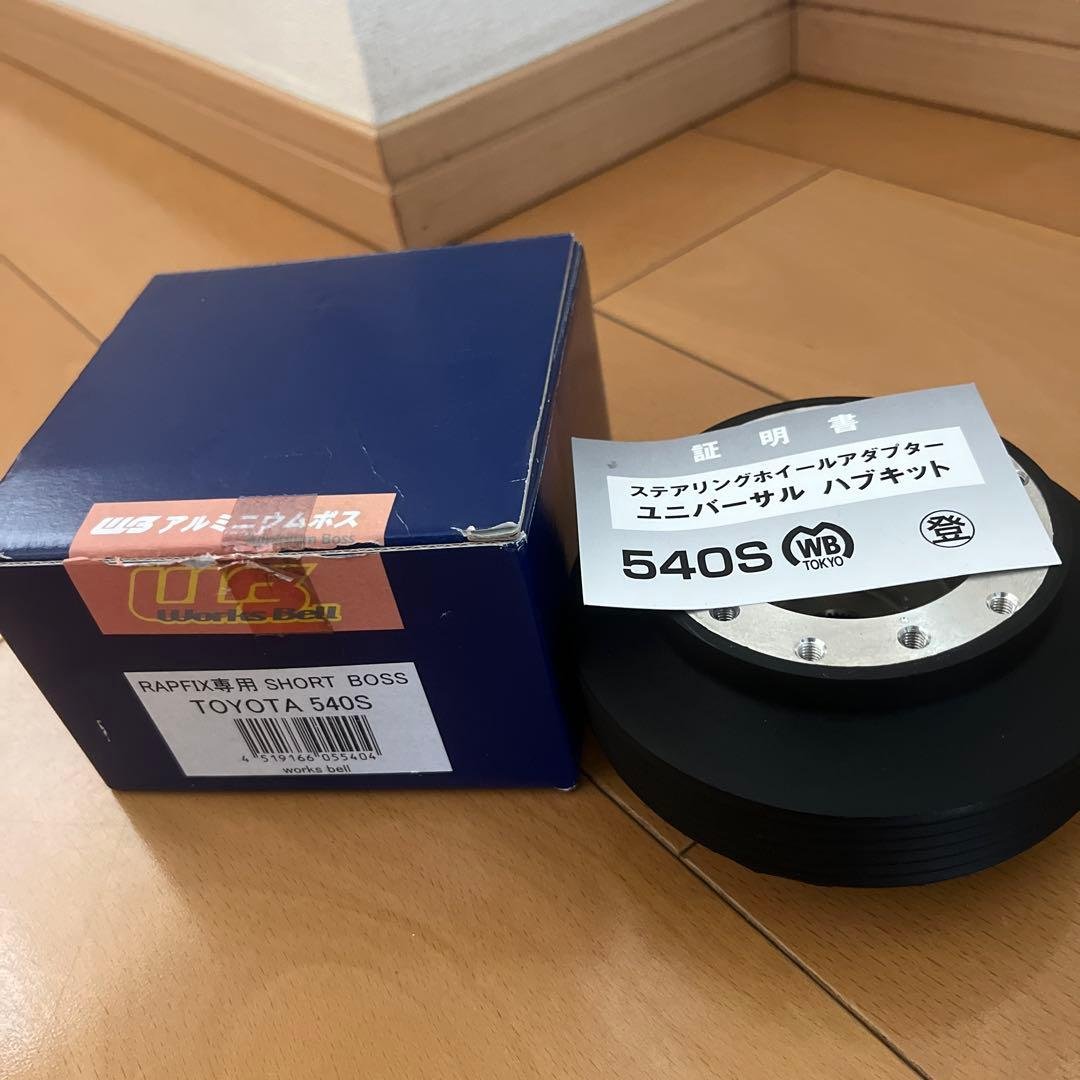 WB アルミニウムボス
Aluminium Boss
WB
Works Bell
RAPFIX専用 SHORT BOSS
TOYOTA 540S
4 519166 055404
works bell
証明書
ステアリングホイールアダプター
ユニバーサル ハブキット
540S WB TOKYO 登